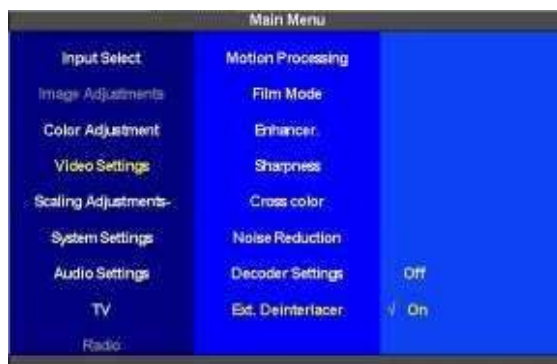 Main Menu
Input Select Motion Processing
Image Adjustments Film Mode
Color Adjustment Enhancer.
Video Settings Sharpness
Scaling Adjustments- Cross color
System Settings Noise Reduction
Audio Settings Decoder Settings Off
TV Ext. Deinterlacer √ On
Radio